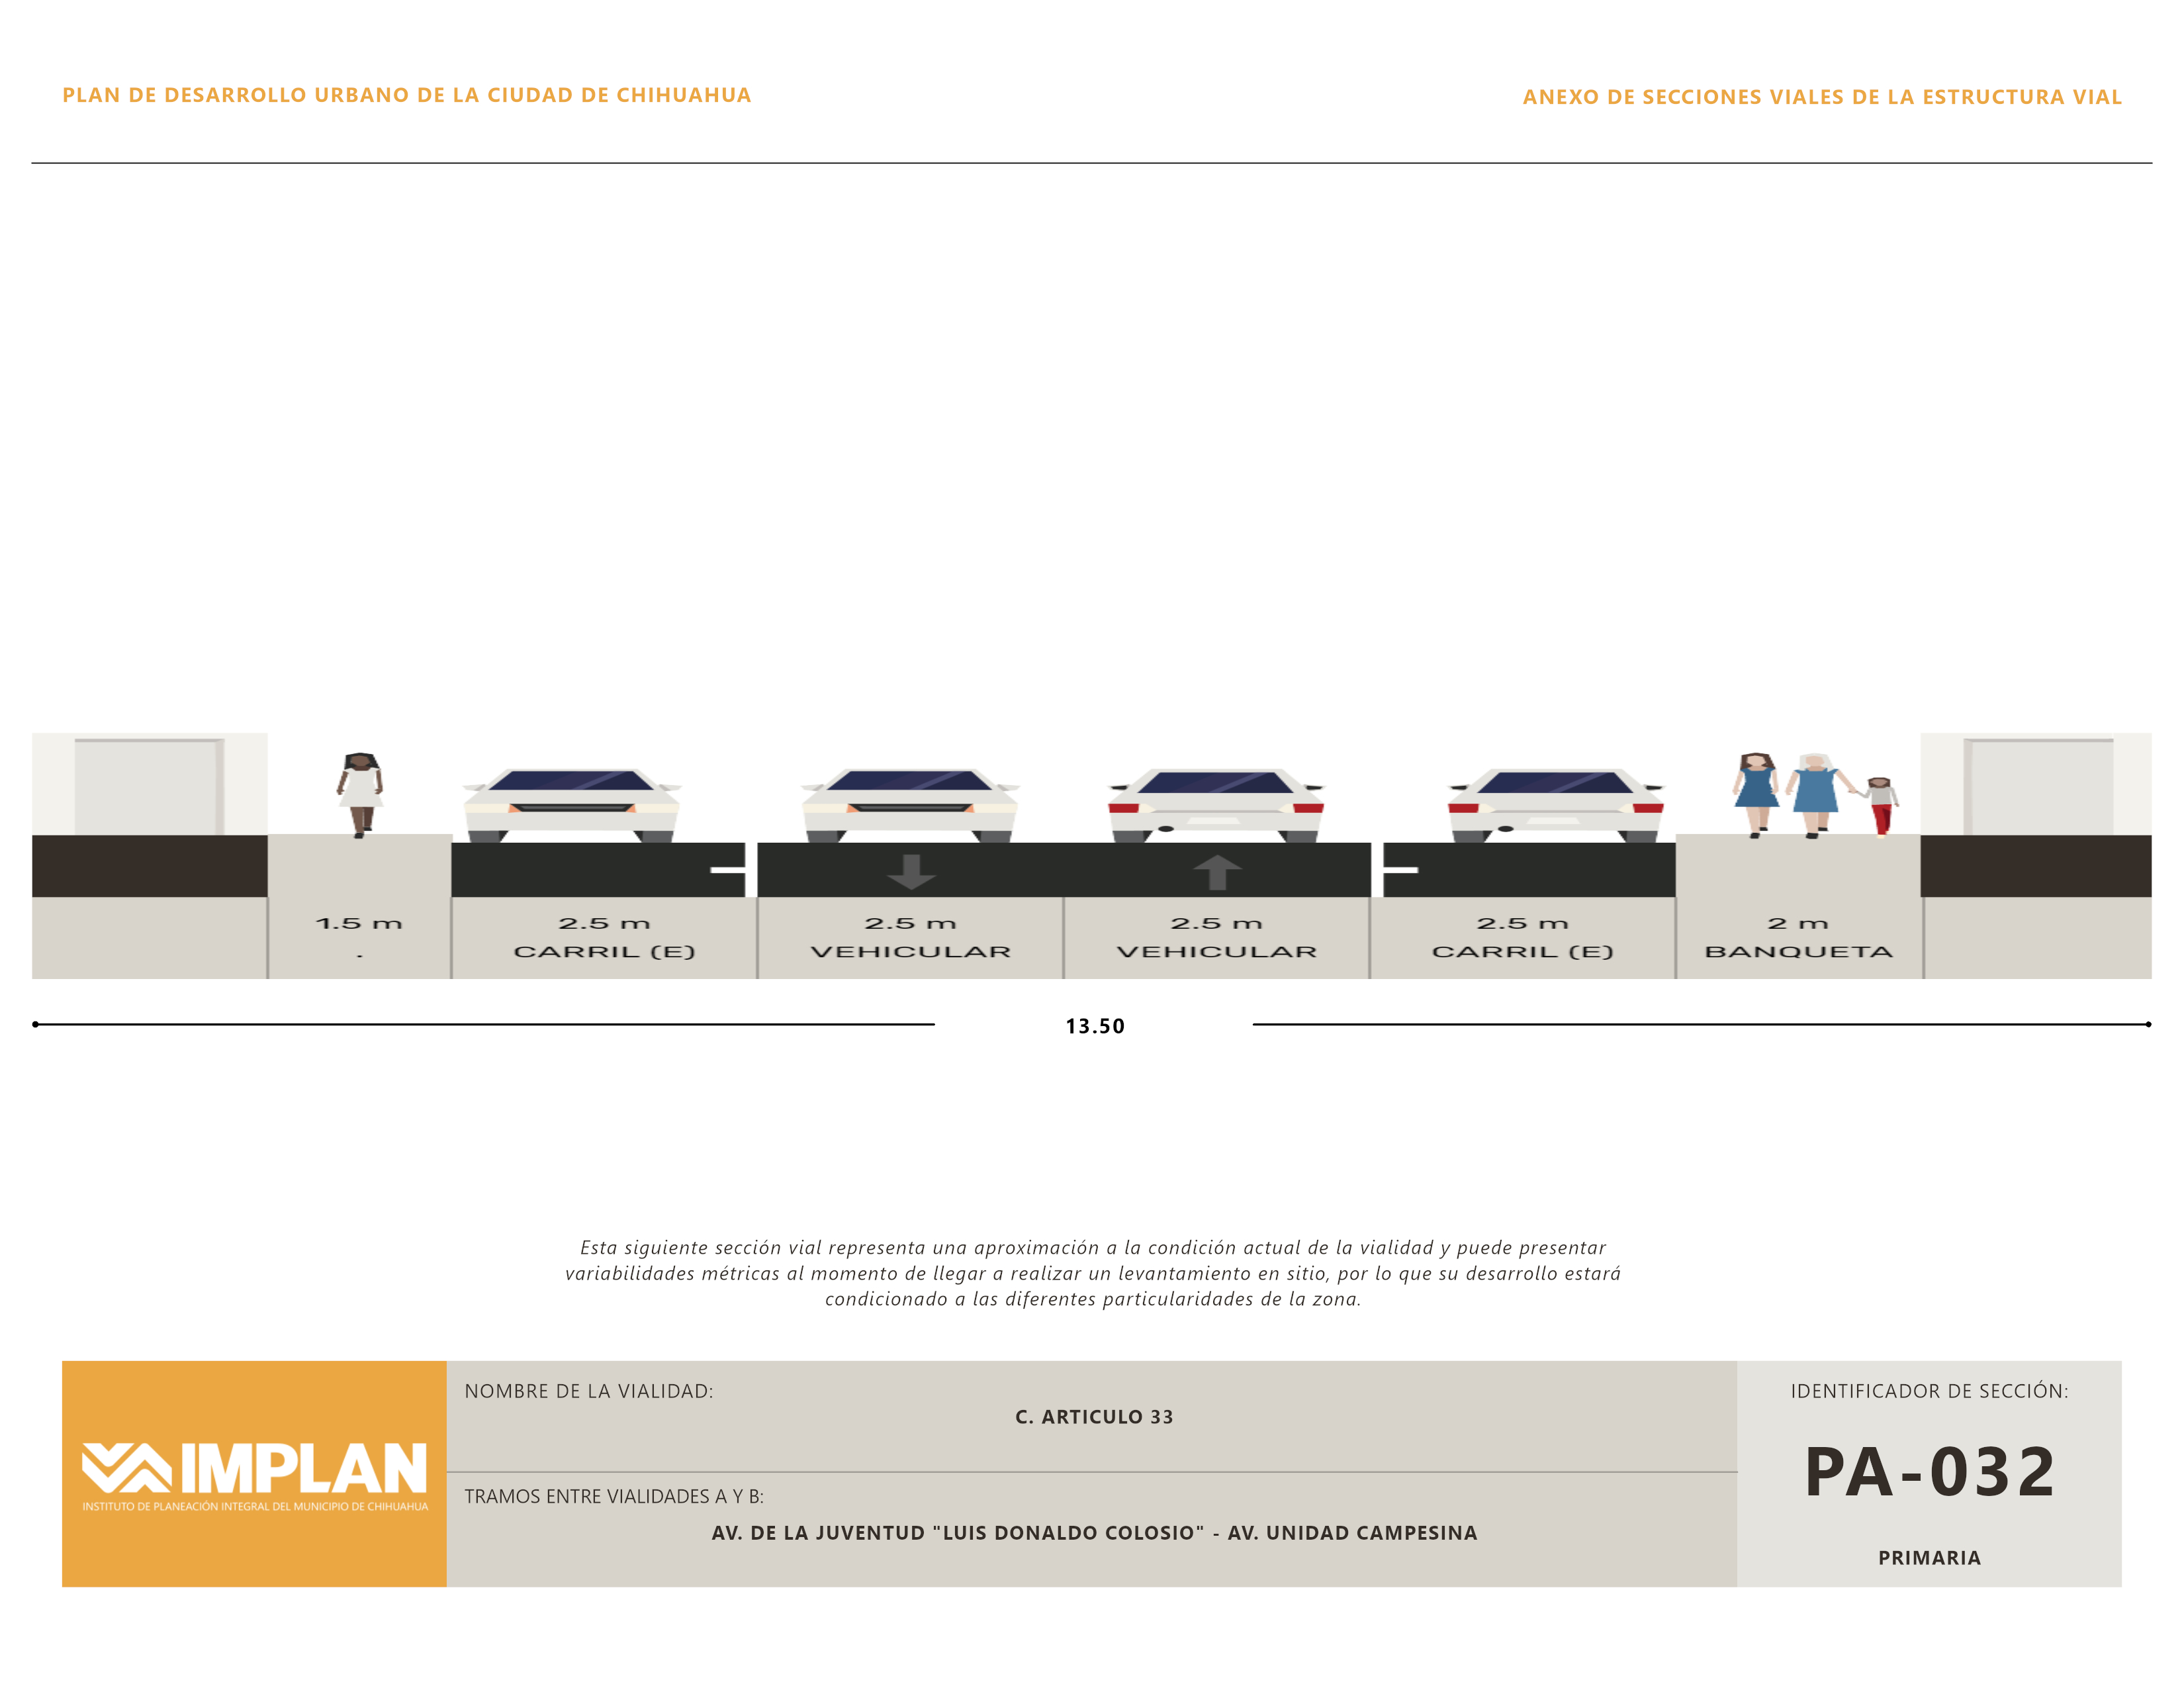 PLAN DE DESARROLLO URBANO DE LA CIUDAD DE CHIHUAHUA
ANEXO DE SECCIONES VIALES DE LA ESTRUCTURA VIAL
1.5 m
.
2.5 m
CARRIL (E)
2.5 m
VEHICULAR
2.5 m
VEHICULAR
2.5 m
CARRIL (E)
2 m
BANQUETA
13.50
Esta siguiente sección vial representa una aproximación a la condición actual de la vialidad y puede presentar
variabilidades métricas al momento de llegar a realizar un levantamiento en sitio, por lo que su desarrollo estará
condicionado a las diferentes particularidades de la zona.
IMPLAN
INSTITUTO DE PLANEACIÓN INTEGRAL DEL MUNICIPIO DE CHIHUAHUA
NOMBRE DE LA VIALIDAD:
C. ARTICULO 33
TRAMOS ENTRE VIALIDADES A Y B:
AV. DE LA JUVENTUD "LUIS DONALDO COLOSIO" - AV. UNIDAD CAMPESINA
IDENTIFICADOR DE SECCIÓN:
PA-032
PRIMARIA